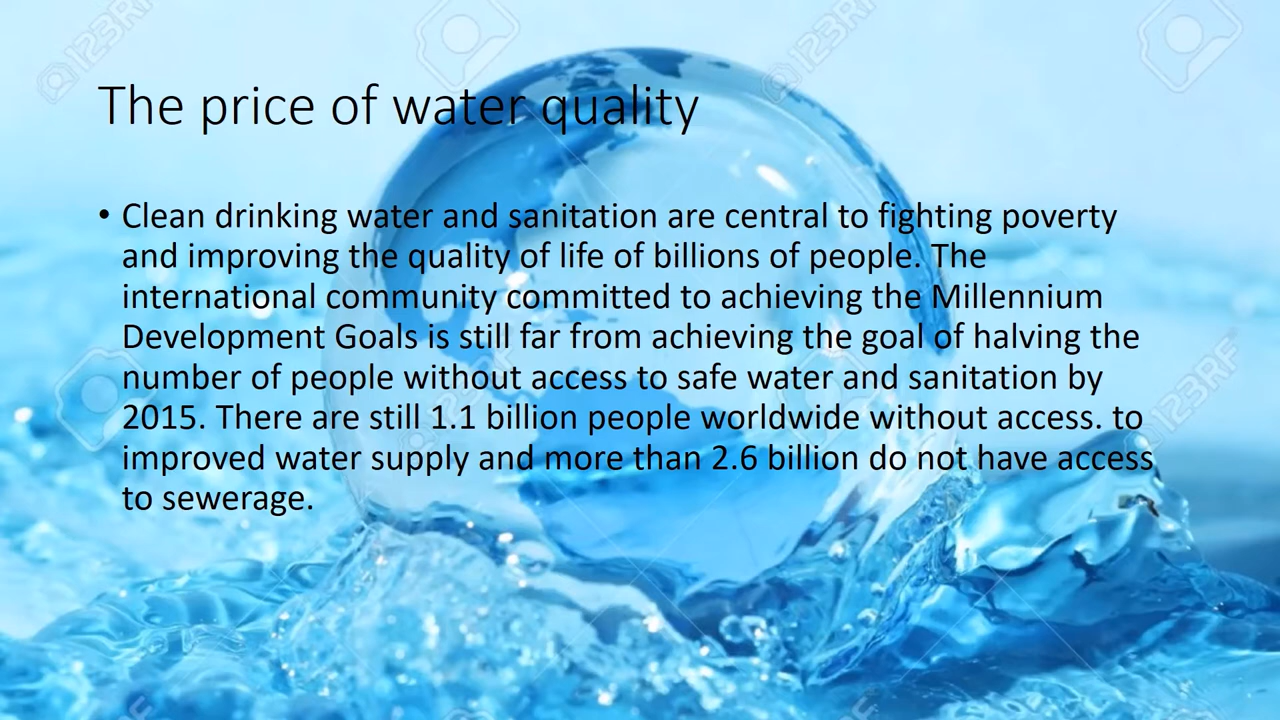 The price of water quality
• Clean drinking water and sanitation are central to fighting poverty
and improving the quality of life of billions of people. The
international community committed to achieving the Millennium
Development Goals is still far from achieving the goal of halving the
number of people without access to safe water and sanitation by
2015. There are still 1.1 billion people worldwide without access. to
improved water supply and more than 2.6 billion do not have access
to sewerage.
123RF
123RF
123RF
123RF